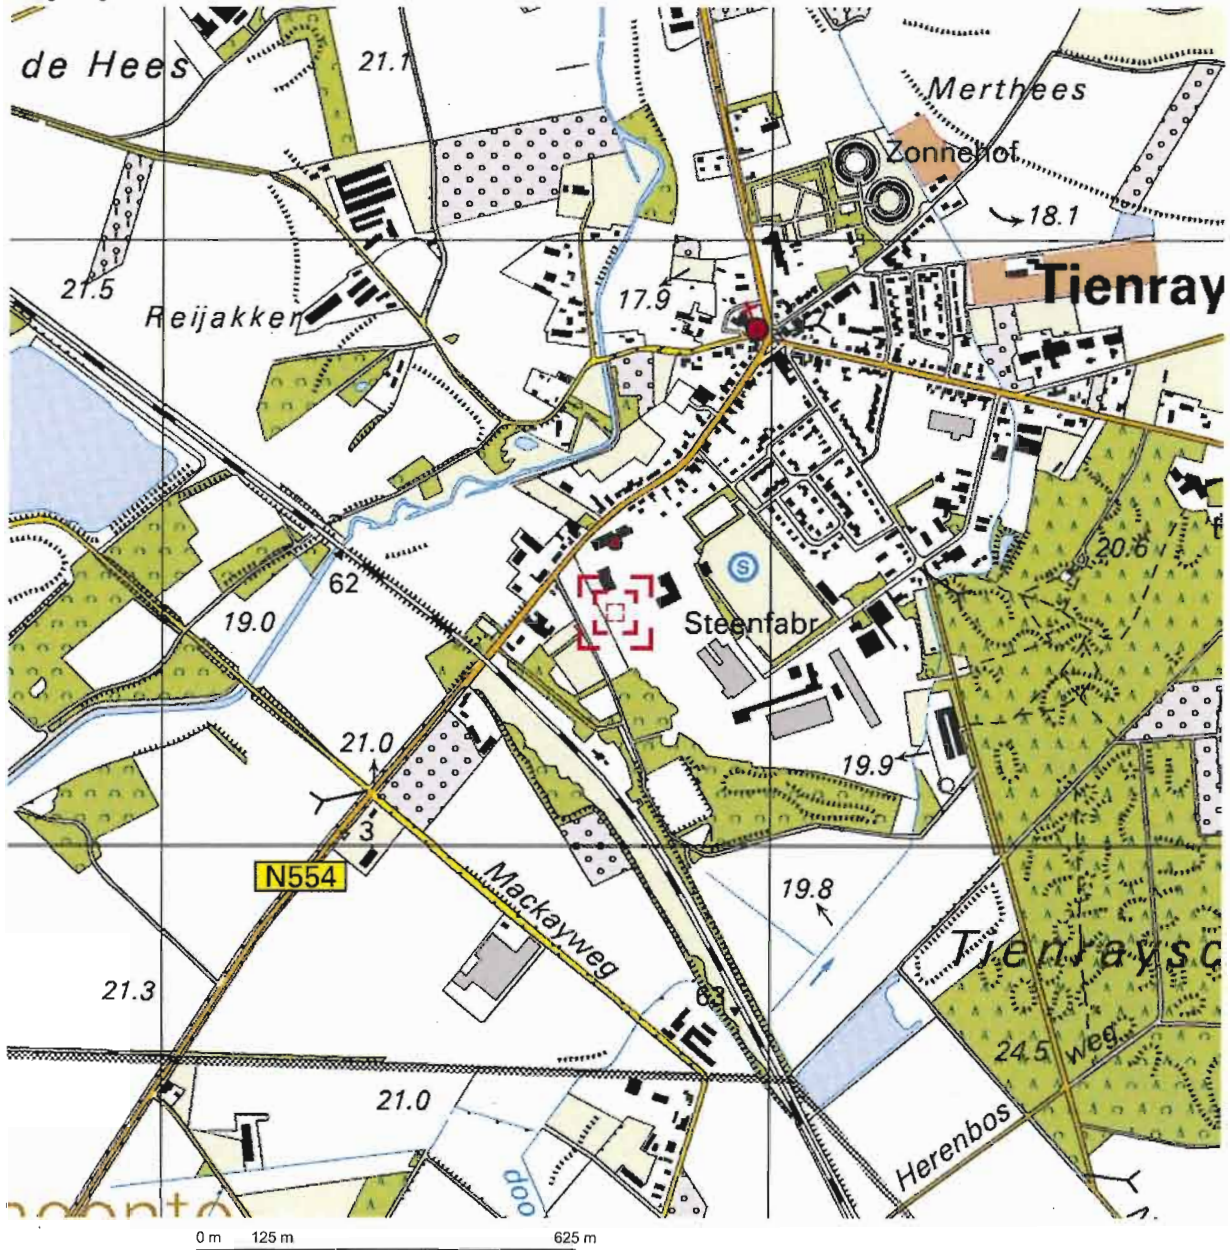 de Hees
21.1
Merthees
Zonnehof
18.1
21.5
17.9
Tienray
Reijakker
20.6
S
62
19.0
Steenfabr
21.0
19.9
3
N554
Mackayweg
19.8
Tienraysc
21.3
63
24.5
weg
21.0
Herenbos
doo
0 m 125 m 625 m